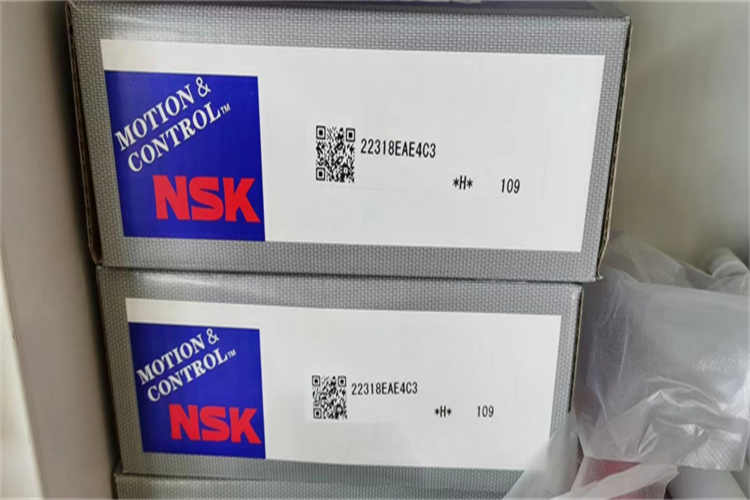 MOTION &
CONTROL™
NSK
22318EAE4C3
*H* 109
MOTION &
CONTROL™
NSK
22318EAE4C3
*H* 109